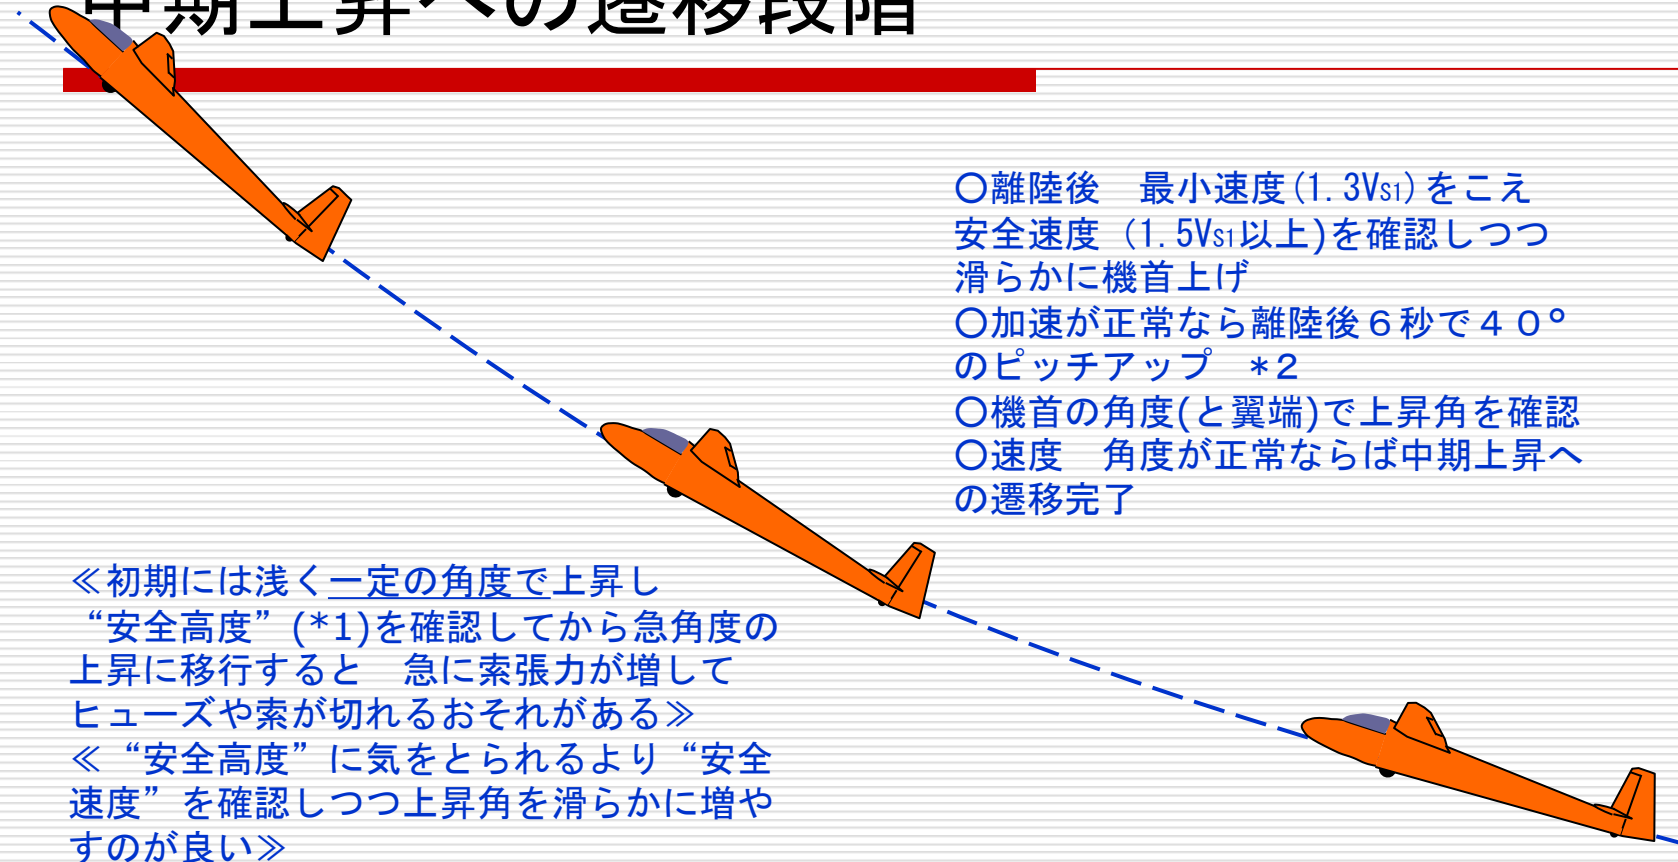 中期上昇への遷移段階
○離陸後　最小速度(1.3VS1)をこえ
安全速度（1.5VS1以上)を確認しつつ
滑らかに機首上げ
○加速が正常なら離陸後６秒で４０°
のピッチアップ　*２
○機首の角度(と翼端)で上昇角を確認
○速度　角度が正常ならば中期上昇へ
の遷移完了
≪初期には浅く一定の角度で上昇し
“安全高度”(*1)を確認してから急角度の
上昇に移行すると　急に索張力が増して
ヒューズや索が切れるおそれがある≫
≪“安全高度”に気をとられるより“安全
速度”を確認しつつ上昇角を滑らかに増や
すのが良い≫